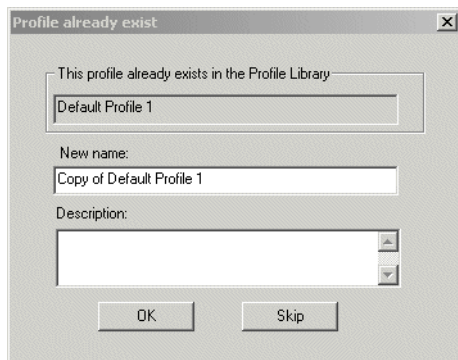 Profile already exist
This profile already exists in the Profile Library
Default Profile 1
New name:
Copy of Default Profile 1
Description:
OK Skip